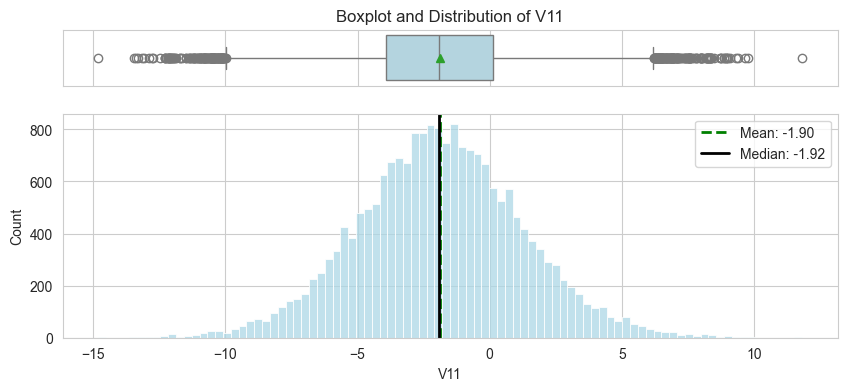 Boxplot and Distribution of V11
Mean: -1.90
Median: -1.92
Count
800
600
400
200
0
−15
−10
−5
0
5
10
V11